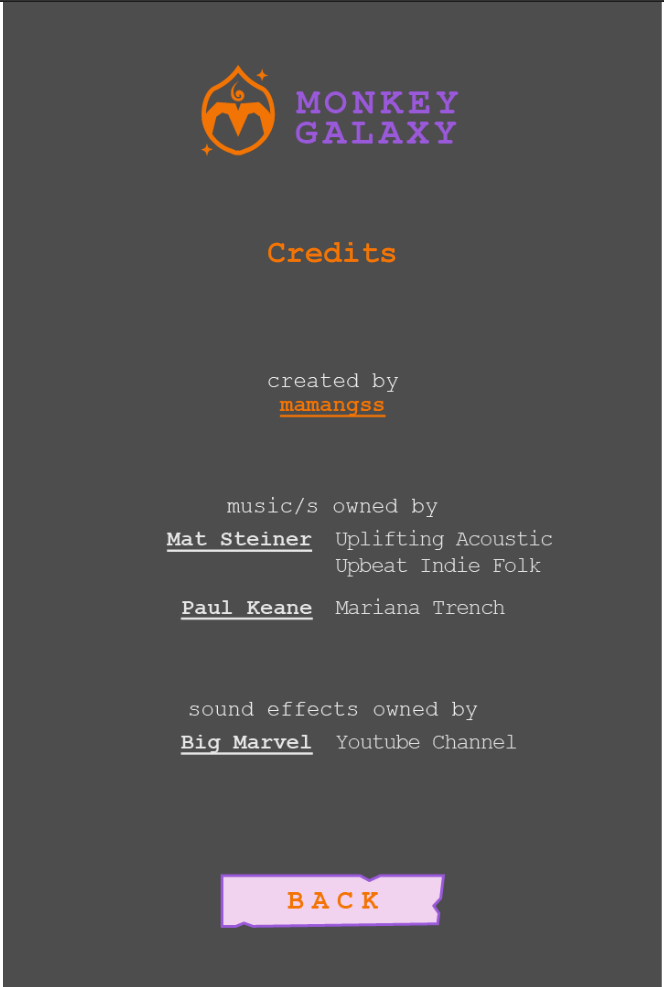 MONKEY
GALAXY
Credits
created by
mamangss
music/s owned by
Mat Steiner Uplifting Acoustic
Upbeat Indie Folk
Paul Keane Mariana Trench
sound effects owned by
Big Marvel Youtube Channel
BACK